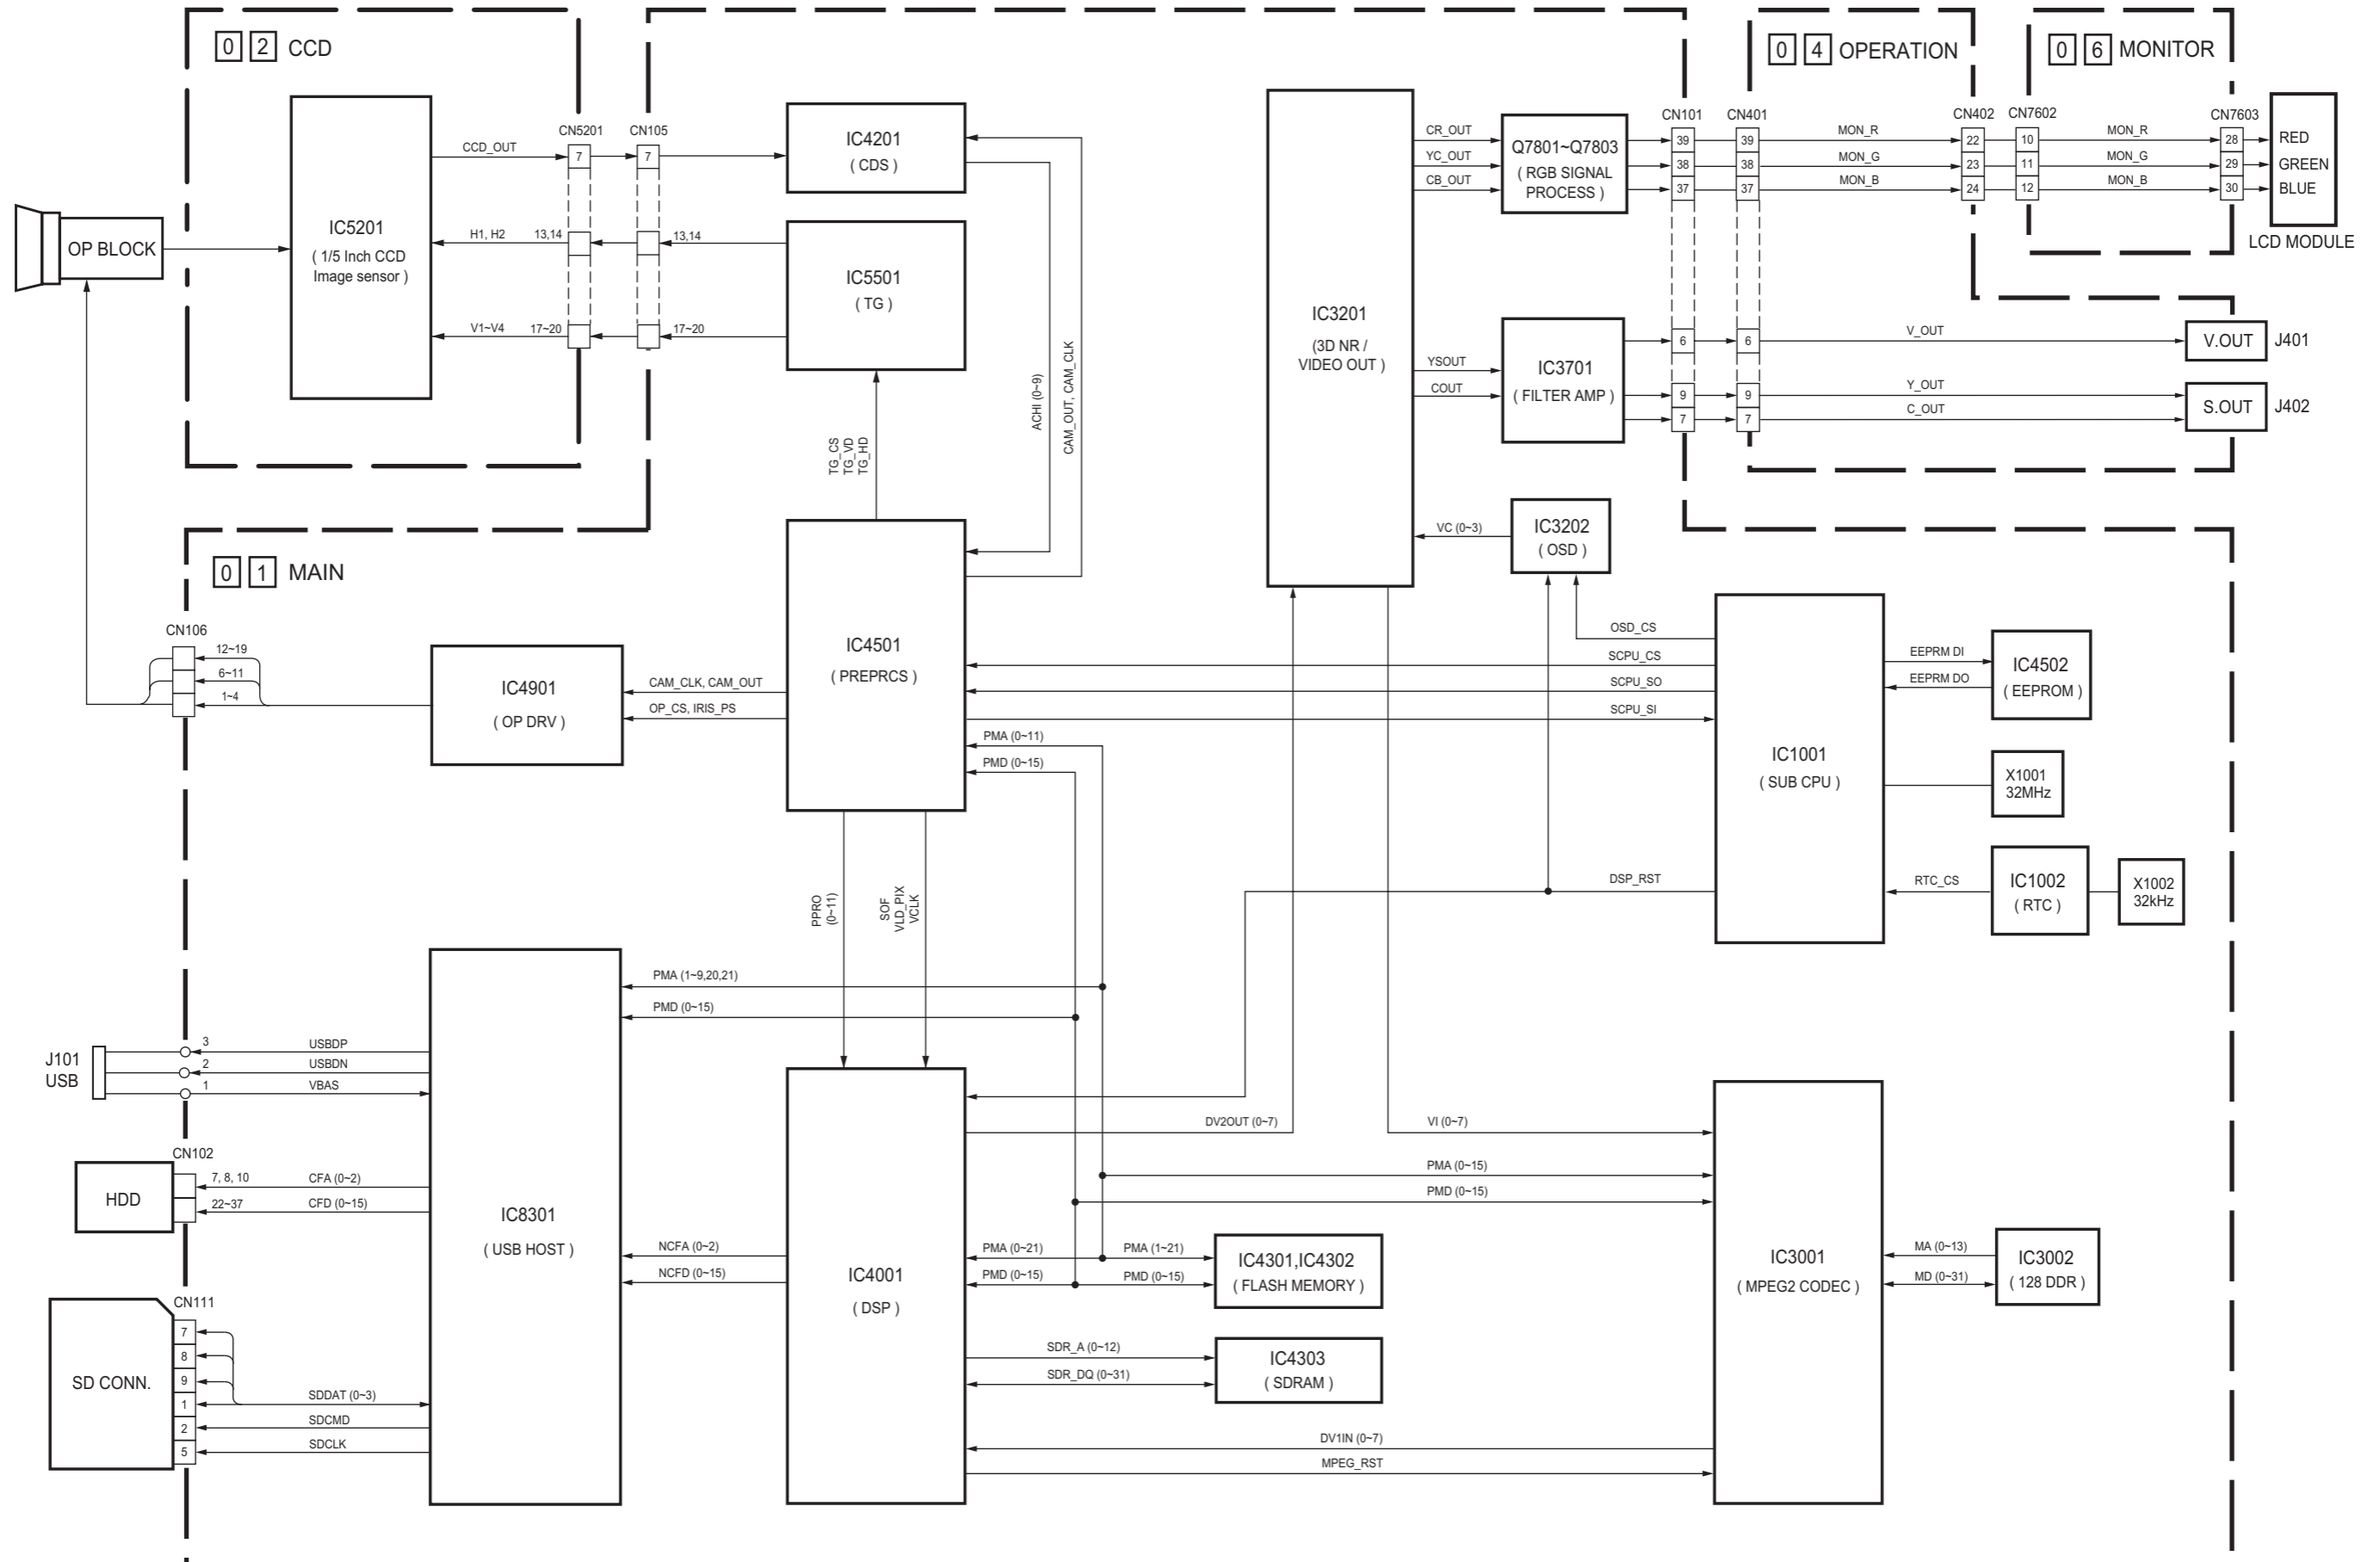 0 2 CCD
0 4 OPERATION
0 6 MONITOR
OP BLOCK
IC5201
( 1/5 Inch CCD
Image sensor )
CCD_OUT
H1, H2
13,14
V1~V4
17~20
CN5201
7
CN105
7
13,14
17~20
IC4201
( CDS )
IC5501
( TG )
TG_CS
TG_VD
TG_HD
ACHI (0~9)
CAM_OUT, CAM_CLK
IC3201
(3D NR /
VIDEO OUT )
CR_OUT
YC_OUT
CB_OUT
Q7801~Q7803
( RGB SIGNAL
PROCESS )
YSOUT
COUT
IC3701
( FILTER AMP )
CN101
39
38
37
6
9
7
CN401
39
38
37
6
9
7
MON_R
MON_G
MON_B
CN402
22
23
24
CN7602
10
11
12
MON_R
MON_G
MON_B
CN7603
28
29
30
RED
GREEN
BLUE
LCD MODULE
V_OUT
V.OUT
J401
Y_OUT
C_OUT
S.OUT
J402
VC (0~3)
IC3202
( OSD )
0 1 MAIN
CN106
12~19
6~11
1~4
IC4901
( OP DRV )
CAM_CLK, CAM_OUT
OP_CS, IRIS_PS
IC4501
( PREPRCS )
OSD_CS
SCPU_CS
SCPU_SO
SCPU_SI
PMA (0~11)
PMD (0~15)
IC1001
( SUB CPU )
EEPRM DI
EEPRM DO
IC4502
( EEPROM )
X1001
32MHz
DSP_RST
RTC_CS
IC1002
( RTC )
X1002
32kHz
PPRO
(0~11)
SOF
VLD_PIX
VCLK
PMA (1~9,20,21)
PMD (0~15)
J101
USB
3
USBDP
2
USBDN
1
VBAS
CN102
HDD
7, 8, 10
CFA (0~2)
22~37
CFD (0~15)
IC8301
( USB HOST )
NCFA (0~2)
NCFD (0~15)
IC4001
( DSP )
DV2OUT (0~7)
VI (0~7)
PMA (0~15)
PMD (0~15)
PMA (0~21)
PMA (1~21)
PMD (0~15)
PMD (0~15)
IC4301,IC4302
( FLASH MEMORY )
SDR_A (0~12)
SDR_DQ (0~31)
IC4303
( SDRAM )
DV1IN (0~7)
MPEG_RST
IC3001
( MPEG2 CODEC )
MA (0~13)
MD (0~31)
IC3002
( 128 DDR )
CN111
SD CONN.
7
8
9
1
2
5
SDDAT (0~3)
SDCMD
SDCLK